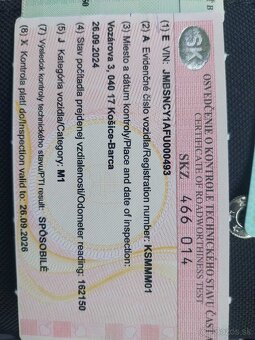 SK
OSVEDČENIE O KONTROLE TECHNICKÉHO STAVU ČASŤ
CERTIFICATE OF ROADWORTHINESS TEST
SKZ 466 014
(1) E VIN: JMBSNCY1AFU000493
(2) A Evidenčné číslo vozidla/Registration number: KSMMM01
(3) Miesto a dátum kontroly/Place and date of inspection:
Vozárova 3, 040 17 Košice-Barca
26.09.2024
(4) Stav počítadla prejdenej vzdialenosti/Odometer reading: 162150
(5) J Kategória vozidla/Category: M1
(7) Výsledok kontroly technického stavu/PTI result: SPÔSOBILÉ
(8) X Kontrola platí do/Inspection valid to: 26.09.2026